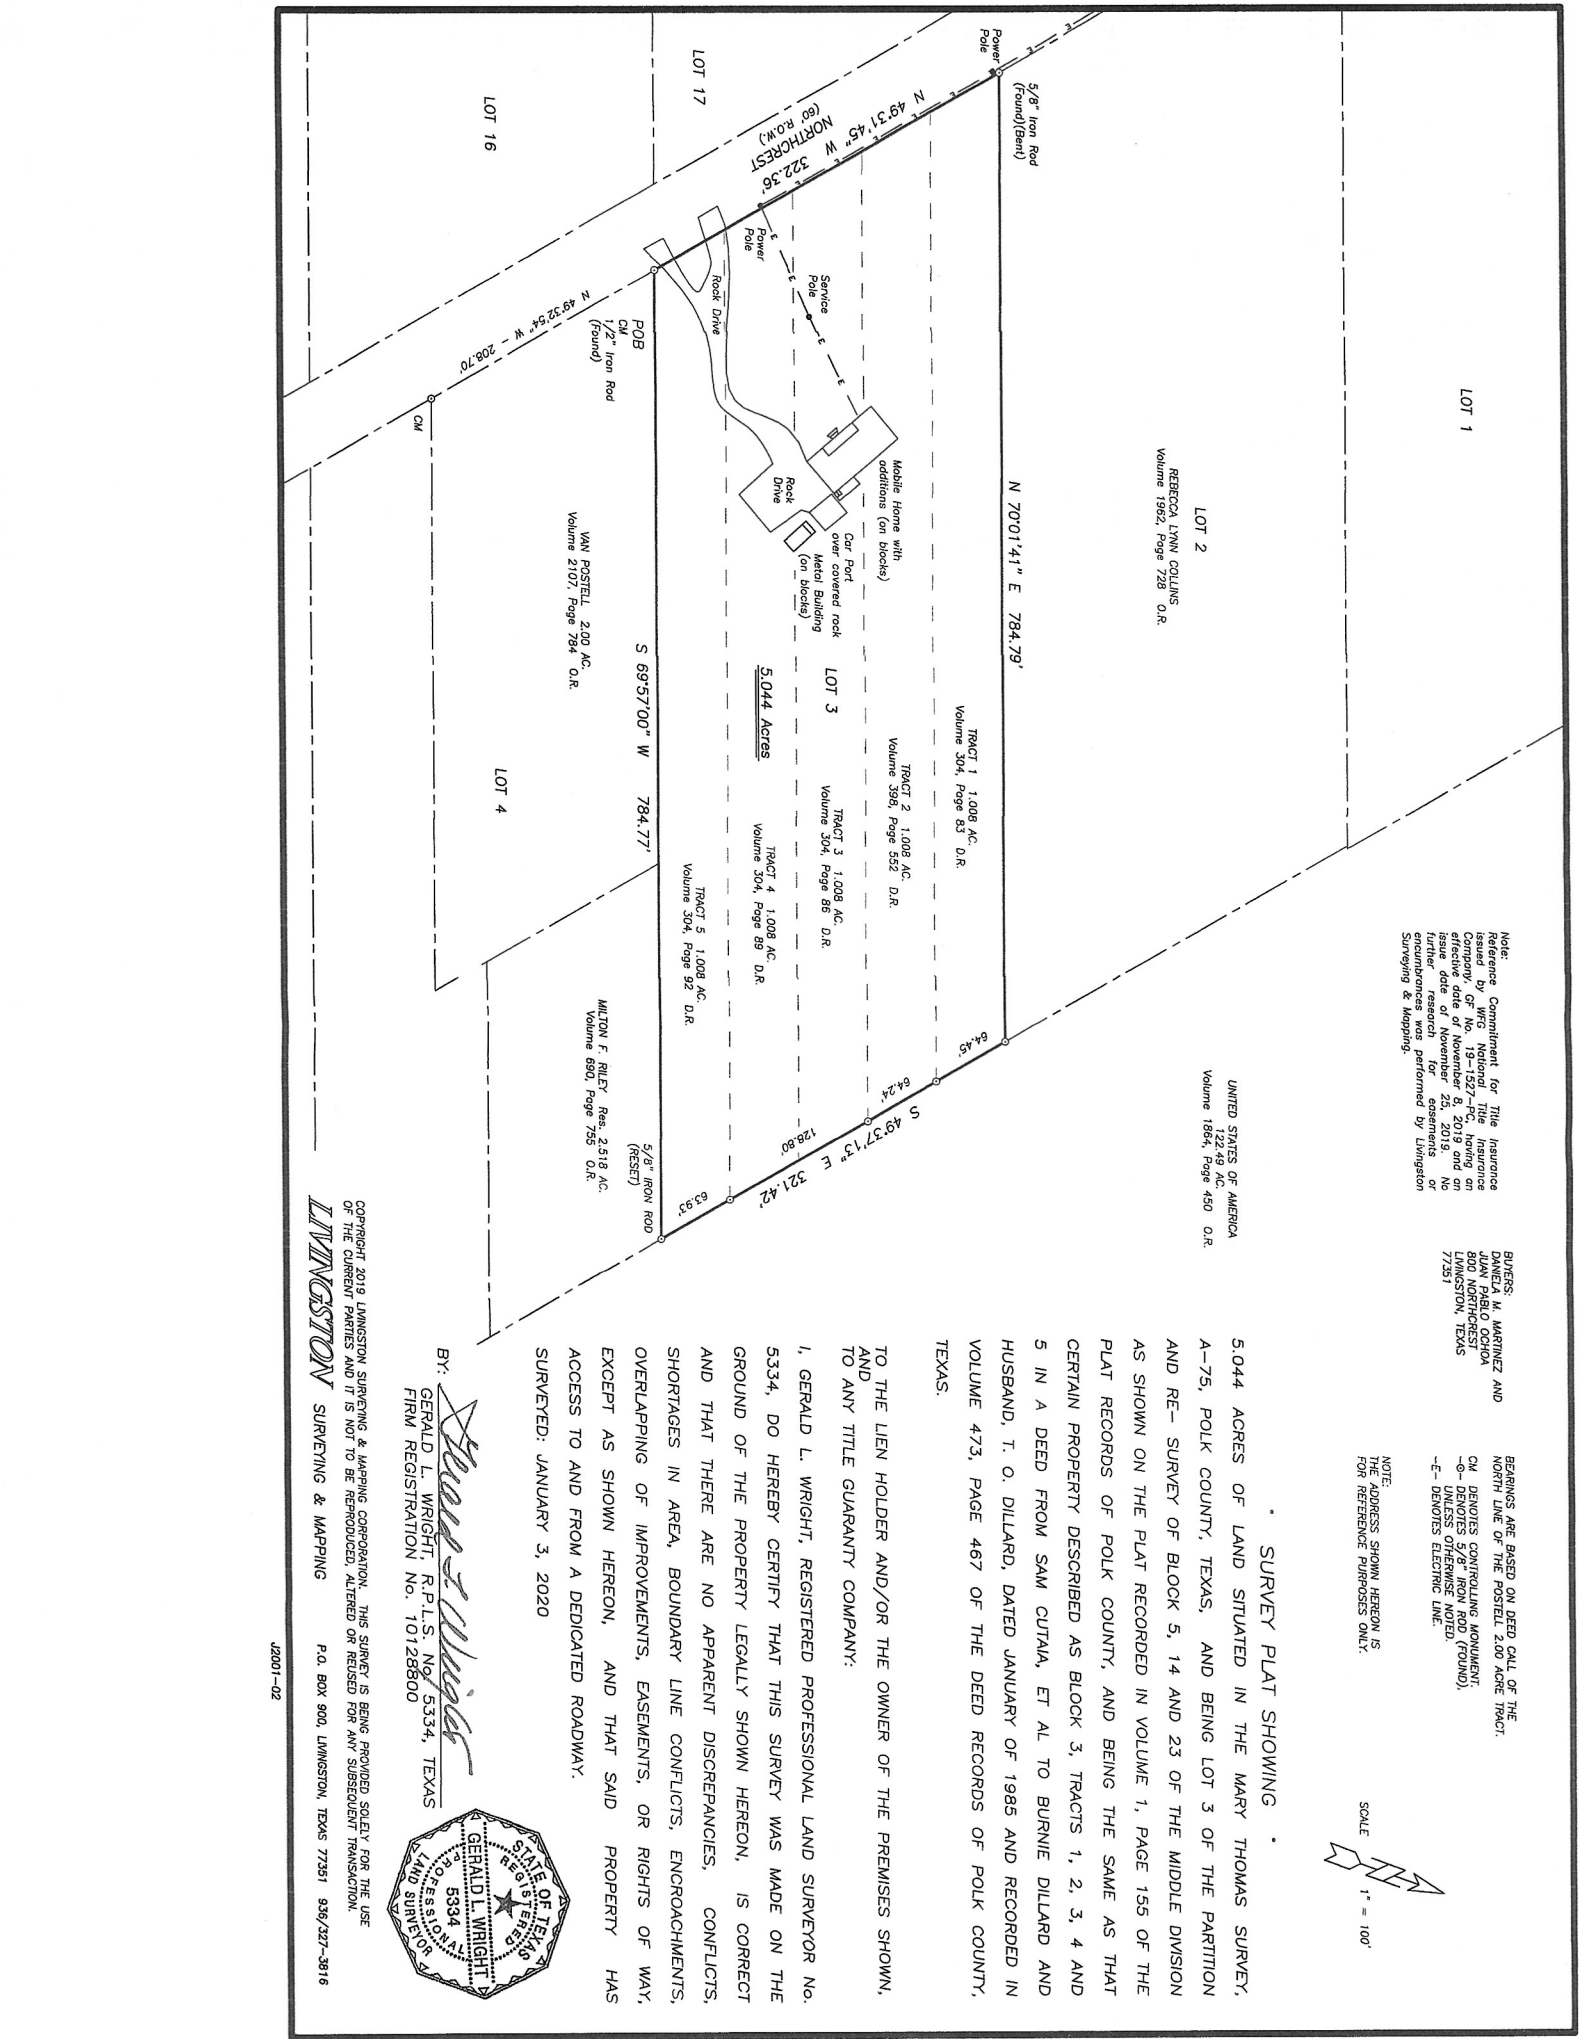 Note:
Reference Commitment for Title Insurance
issued by WFG National Title Insurance
Company, GF No. 19-1527-PC, having an
effective date of November 8, 2019 and an
issue date of November 25, 2019. No
further research for easements or
encumbrances was performed by Livingston
Surveying & Mapping.
BUYERS:
DANIELA M. MARTINEZ AND
JUAN PABLO OCHOA
800 NORTHCREST
LIVINGSTON, TEXAS
77351
BEARINGS ARE BASED ON DEED CALL OF THE
NORTH LINE OF THE POSTELL 2.00 ACRE TRACT.
CM DENOTES CONTROLLING MONUMENT.
-⊙- DENOTES 5/8" IRON ROD (FOUND),
UNLESS OTHERWISE NOTED.
-E- DENOTES ELECTRIC LINE.
NOTE:
THE ADDRESS SHOWN HEREON IS
FOR REFERENCE PURPOSES ONLY.
SCALE 1" = 100'
LOT 1
LOT 2
REBECCA LYNN COLLINS
Volume 1962, Page 728 O.R.
UNITED STATES OF AMERICA
122.49 AC.
Volume 1864, Page 450 O.R.
5/8" Iron Rod
(Found)(Bent)
Power
Pole
N 70°01'41" E 784.79'
TRACT 1 1.008 AC.
Volume 304, Page 83 D.R.
64.45'
N 49°31'45" W 322.36'
NORTHCREST
(60' R.O.W.)
TRACT 2 1.008 AC.
Volume 398, Page 552 D.R.
64.24'
S 49°37'13" E 321.42'
Mobile Home with
additions (on blocks)
Car Port
over covered rock
Metal Building
(on blocks)
Service
Pole
LOT 3
TRACT 3 1.008 AC.
Volume 304, Page 86 D.R.
128.80'
Rock
Drive
Power
Pole
5.044 Acres
TRACT 4 1.008 AC.
Volume 304, Page 89 D.R.
Rock Drive
TRACT 5 1.008 AC.
Volume 304, Page 92 D.R.
63.93'
LOT 17
POB
CM
1/2" Iron Rod
(Found)
S 69°57'00" W 784.77'
5/8" IRON ROD
(RESET)
N 49°32'54" W - 208.70'
VAN POSTELL 2.00 AC.
Volume 2107, Page 784 O.R.
MILTON F. RILEY Res. 2.518 AC.
Volume 690, Page 755 O.R.
LOT 16
CM
LOT 4
• SURVEY PLAT SHOWING •
5.044 ACRES OF LAND SITUATED IN THE MARY THOMAS SURVEY,
A-75, POLK COUNTY, TEXAS, AND BEING LOT 3 OF THE PARTITION
AND RE- SURVEY OF BLOCK 5, 14 AND 23 OF THE MIDDLE DIVISION
AS SHOWN ON THE PLAT RECORDED IN VOLUME 1, PAGE 155 OF THE
PLAT RECORDS OF POLK COUNTY, AND BEING THE SAME AS THAT
CERTAIN PROPERTY DESCRIBED AS BLOCK 3, TRACTS 1, 2, 3, 4 AND
5 IN A DEED FROM SAM CUTAIA, ET AL TO BURNIE DILLARD AND
HUSBAND, T. O. DILLARD, DATED JANUARY OF 1985 AND RECORDED IN
VOLUME 473, PAGE 467 OF THE DEED RECORDS OF POLK COUNTY,
TEXAS.
TO THE LIEN HOLDER AND/OR THE OWNER OF THE PREMISES SHOWN,
AND
TO ANY TITLE GUARANTY COMPANY:
I, GERALD L. WRIGHT, REGISTERED PROFESSIONAL LAND SURVEYOR No.
5334, DO HEREBY CERTIFY THAT THIS SURVEY WAS MADE ON THE
GROUND OF THE PROPERTY LEGALLY SHOWN HEREON, IS CORRECT
AND THAT THERE ARE NO APPARENT DISCREPANCIES, CONFLICTS,
SHORTAGES IN AREA, BOUNDARY LINE CONFLICTS, ENCROACHMENTS,
OVERLAPPING OF IMPROVEMENTS, EASEMENTS, OR RIGHTS OF WAY,
EXCEPT AS SHOWN HEREON, AND THAT SAID PROPERTY HAS
ACCESS TO AND FROM A DEDICATED ROADWAY.
SURVEYED: JANUARY 3, 2020
BY: Gerald L. Wright
GERALD L. WRIGHT, R.P.L.S. No. 5334, TEXAS
FIRM REGISTRATION No. 10128800
STATE OF TEXAS
REGISTERED
GERALD L. WRIGHT
5334
PROFESSIONAL
LAND SURVEYOR
COPYRIGHT 2019 LIVINGSTON SURVEYING & MAPPING CORPORATION. THIS SURVEY IS BEING PROVIDED SOLELY FOR THE USE
OF THE CURRENT PARTIES AND IT IS NOT TO BE REPRODUCED, ALTERED OR REUSED FOR ANY SUBSEQUENT TRANSACTION.
LIVINGSTON SURVEYING & MAPPING P.O. BOX 900, LIVINGSTON, TEXAS 77351 936/327-3816
J2001-02